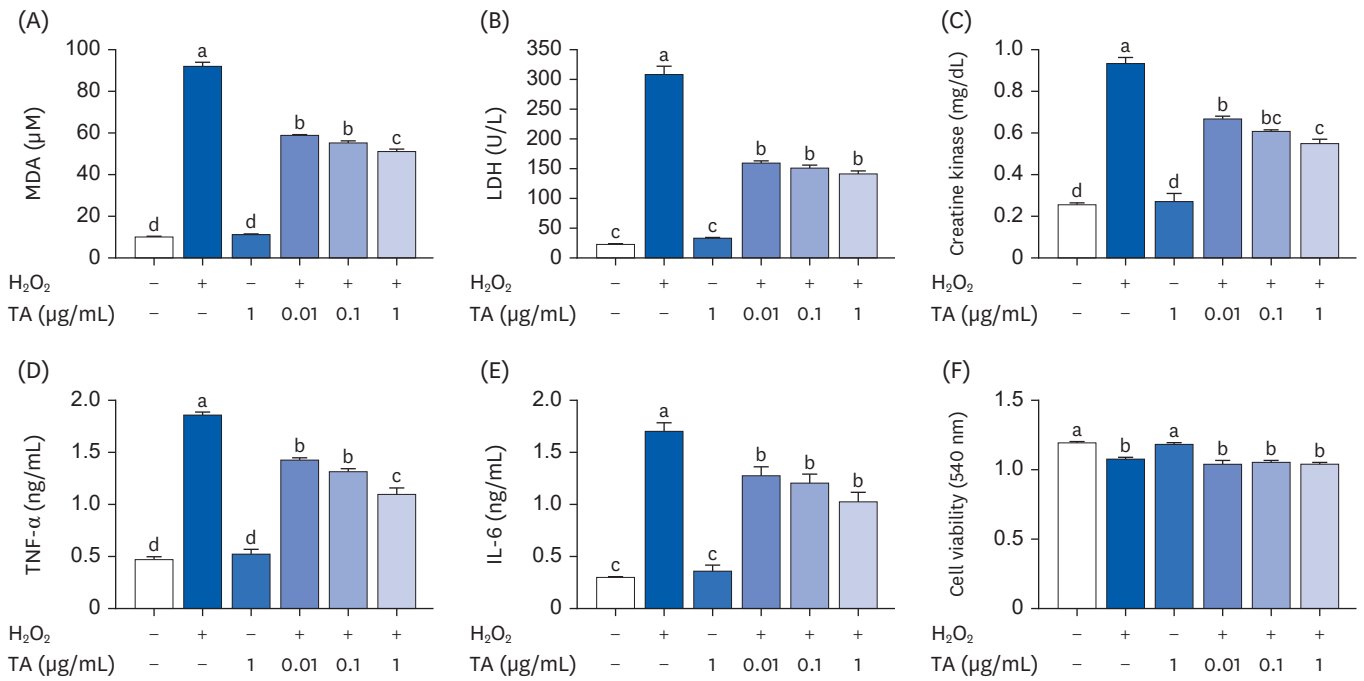 (A)
MDA (µM)
100
80
60
40
20
0
d
a
d
b
b
c
H₂O₂ − + − + + +
TA (µg/mL) − − 1 0.01 0.1 1
(B)
LDH (U/L)
350
300
250
200
150
100
50
0
c
a
c
b
b
b
H₂O₂ − + − + + +
TA (µg/mL) − − 1 0.01 0.1 1
(C)
Creatine kinase (mg/dL)
1.0
0.8
0.6
0.4
0.2
0
d
a
d
b
bc
c
H₂O₂ − + − + + +
TA (µg/mL) − − 1 0.01 0.1 1
(D)
TNF-α (ng/mL)
2.0
1.5
1.0
0.5
0
d
a
d
b
b
c
H₂O₂ − + − + + +
TA (µg/mL) − − 1 0.01 0.1 1
(E)
IL-6 (ng/mL)
2.0
1.5
1.0
0.5
0
c
a
c
b
b
b
H₂O₂ − + − + + +
TA (µg/mL) − − 1 0.01 0.1 1
(F)
Cell viability (540 nm)
1.5
1.0
0.5
0
a
b
a
b
b
b
H₂O₂ − + − + + +
TA (µg/mL) − − 1 0.01 0.1 1